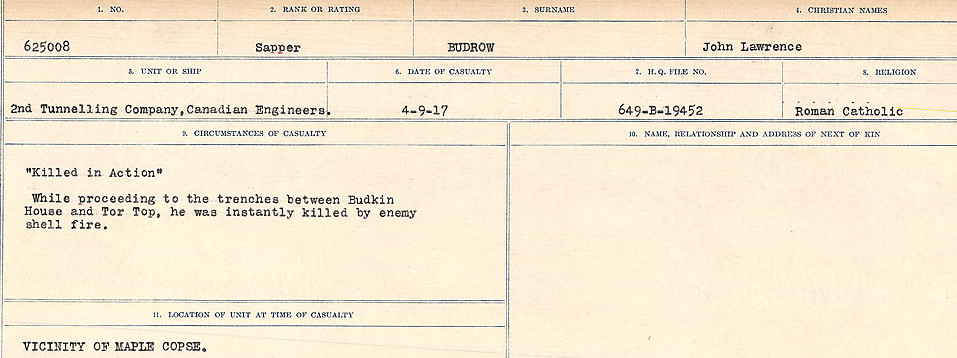 1. NO. 2. RANK OR RATING 3. SURNAME 4. CHRISTIAN NAMES
625008 Sapper BUDROW John Lawrence
5. UNIT OR SHIP 6. DATE OF CASUALTY 7. H.Q. FILE NO. 8. RELIGION
2nd Tunnelling Company,Canadian Engineers. 4-9-17 649-B-19452 Roman Catholic
9. CIRCUMSTANCES OF CASUALTY 10. NAME, RELATIONSHIP AND ADDRESS OF NEXT OF KIN
"Killed in Action"
While proceeding to the trenches between Budkin
House and Tor Top, he was instantly killed by enemy
shell fire.
11. LOCATION OF UNIT AT TIME OF CASUALTY
VICINITY OF MAPLE COPSE.